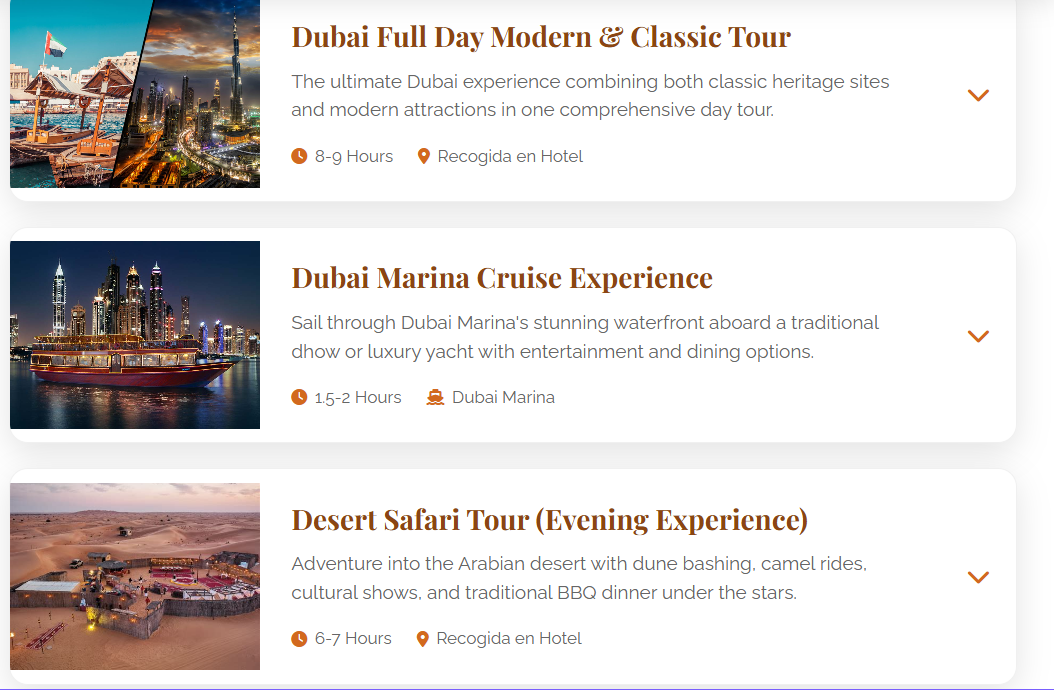 Dubai Full Day Modern & Classic Tour
The ultimate Dubai experience combining both classic heritage sites
and modern attractions in one comprehensive day tour.
8-9 Hours Recogida en Hotel
Dubai Marina Cruise Experience
Sail through Dubai Marina's stunning waterfront aboard a traditional
dhow or luxury yacht with entertainment and dining options.
1.5-2 Hours Dubai Marina
Desert Safari Tour (Evening Experience)
Adventure into the Arabian desert with dune bashing, camel rides,
cultural shows, and traditional BBQ dinner under the stars.
6-7 Hours Recogida en Hotel